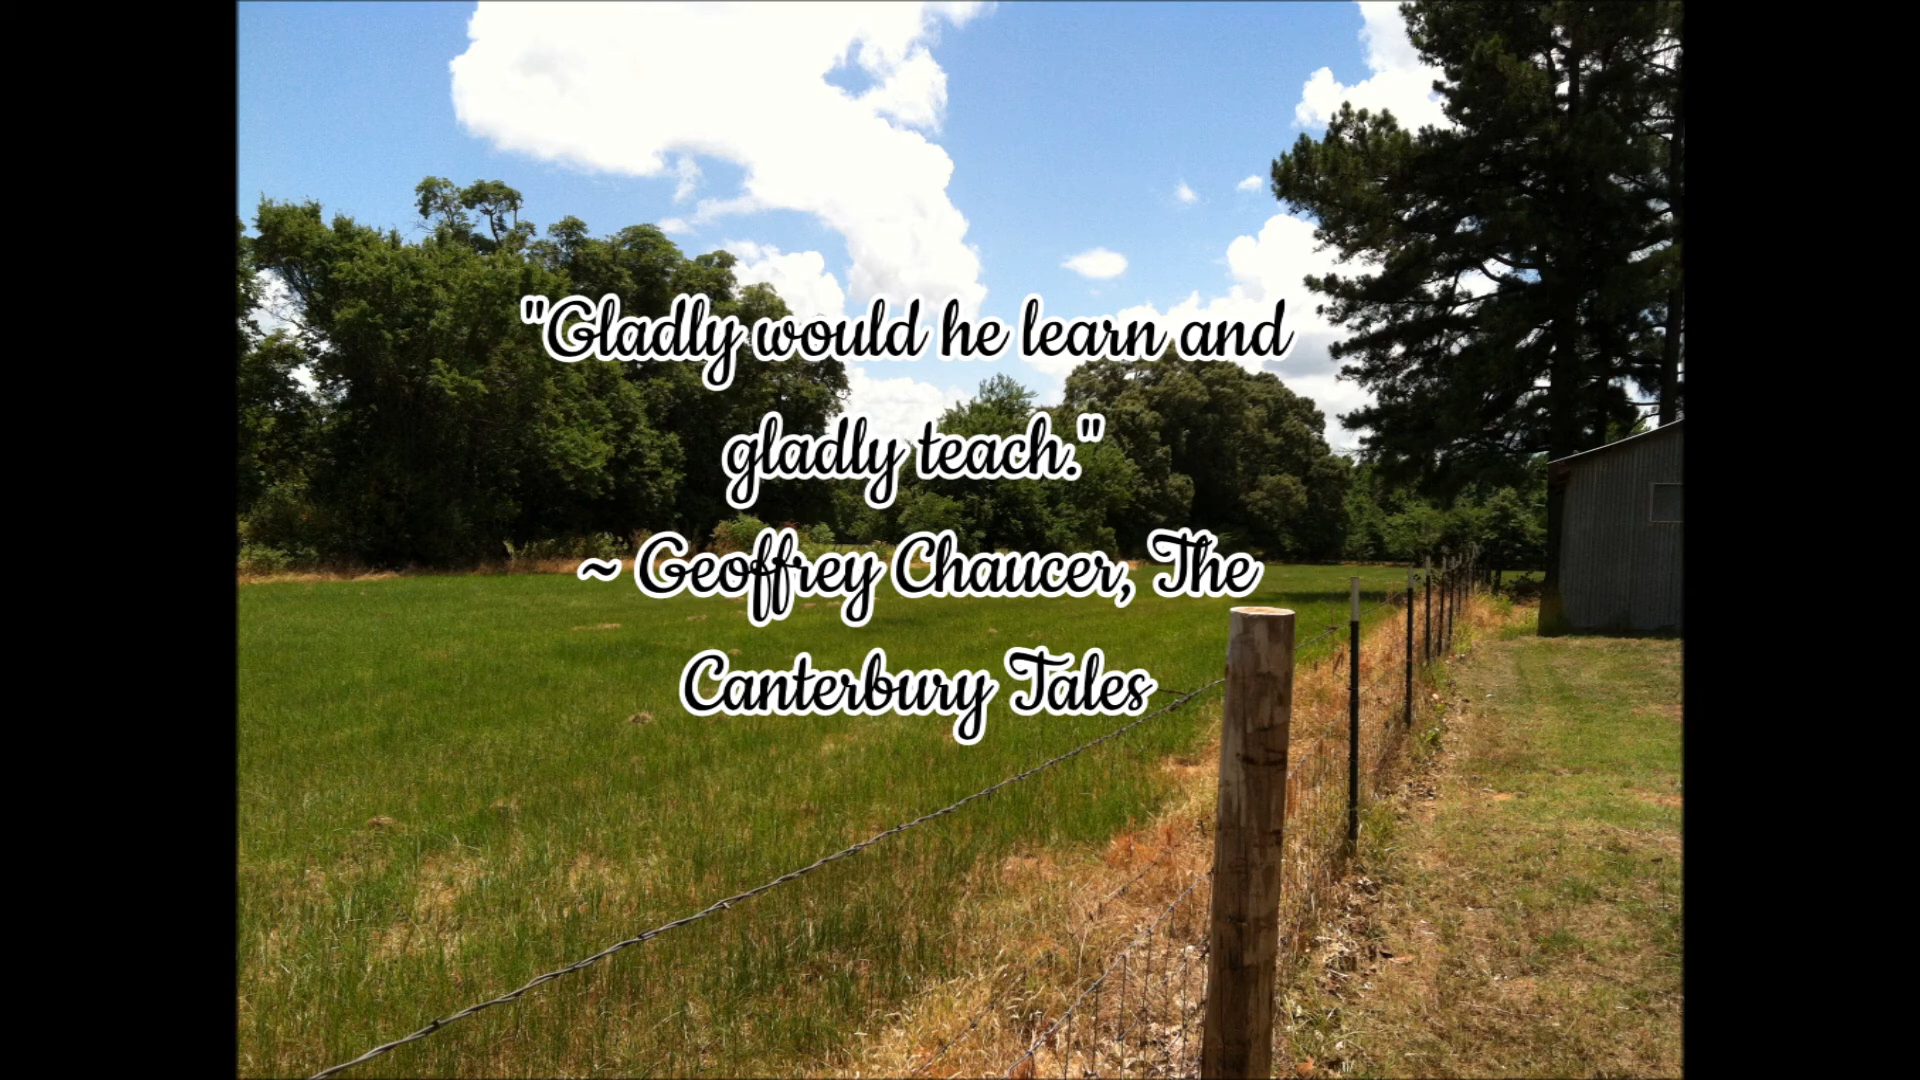 "Gladly would he learn and
gladly teach."
~ Geoffrey Chaucer, The
Canterbury Tales